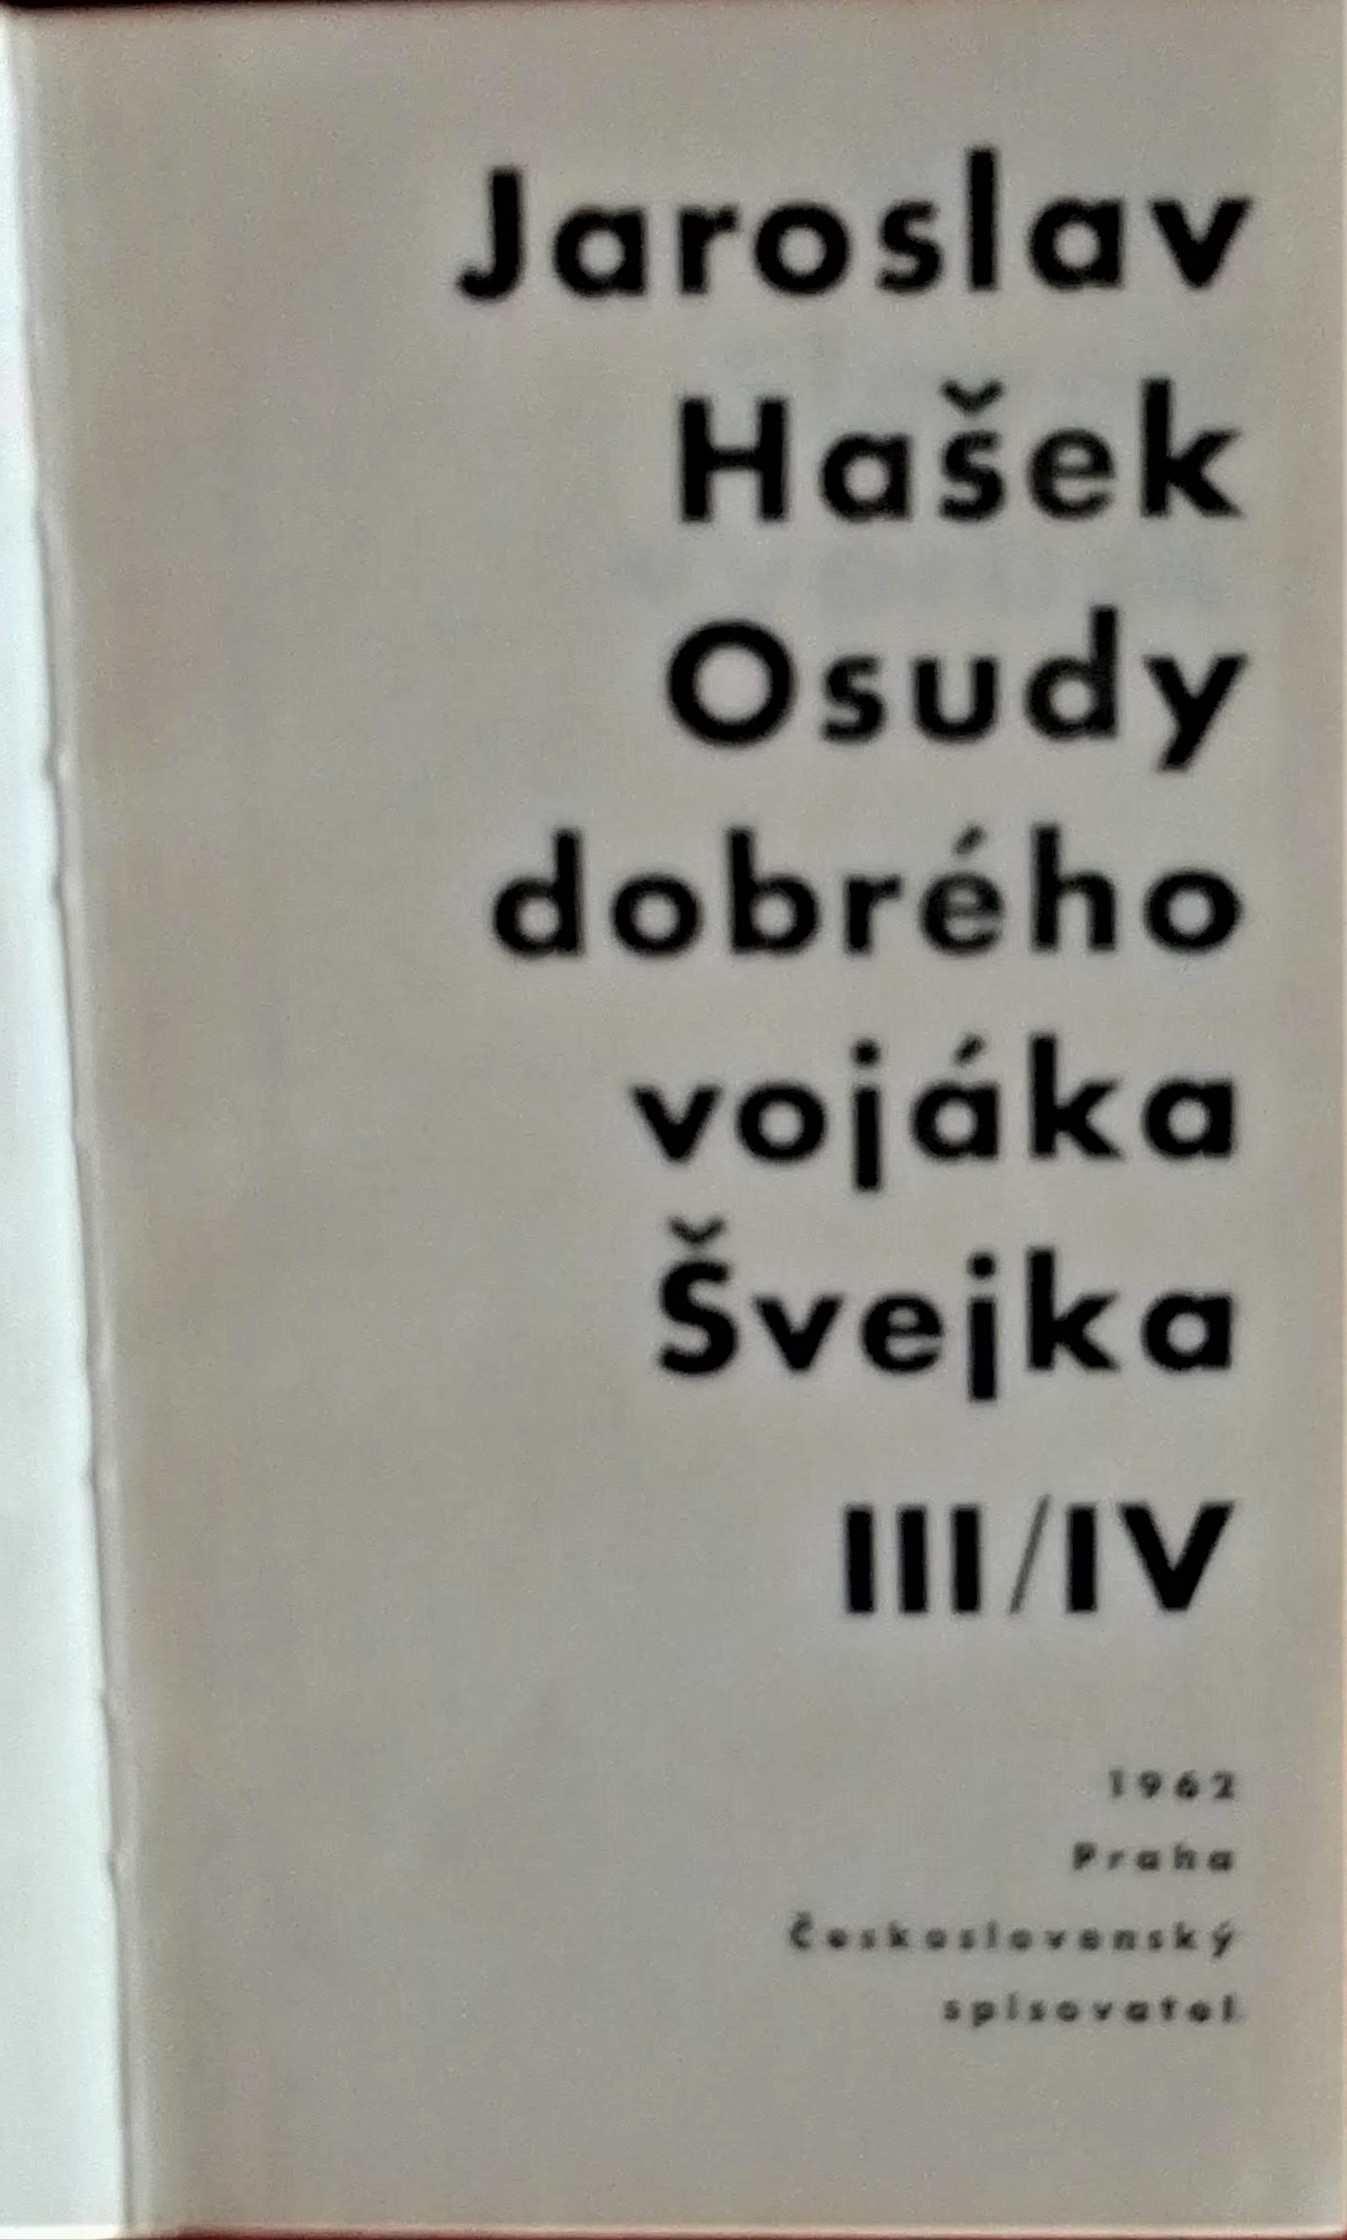 Jaroslav
Hašek
Osudy
dobrého
vojáka
Švejka
III/IV
1962
Praha
Československý
spisovatel